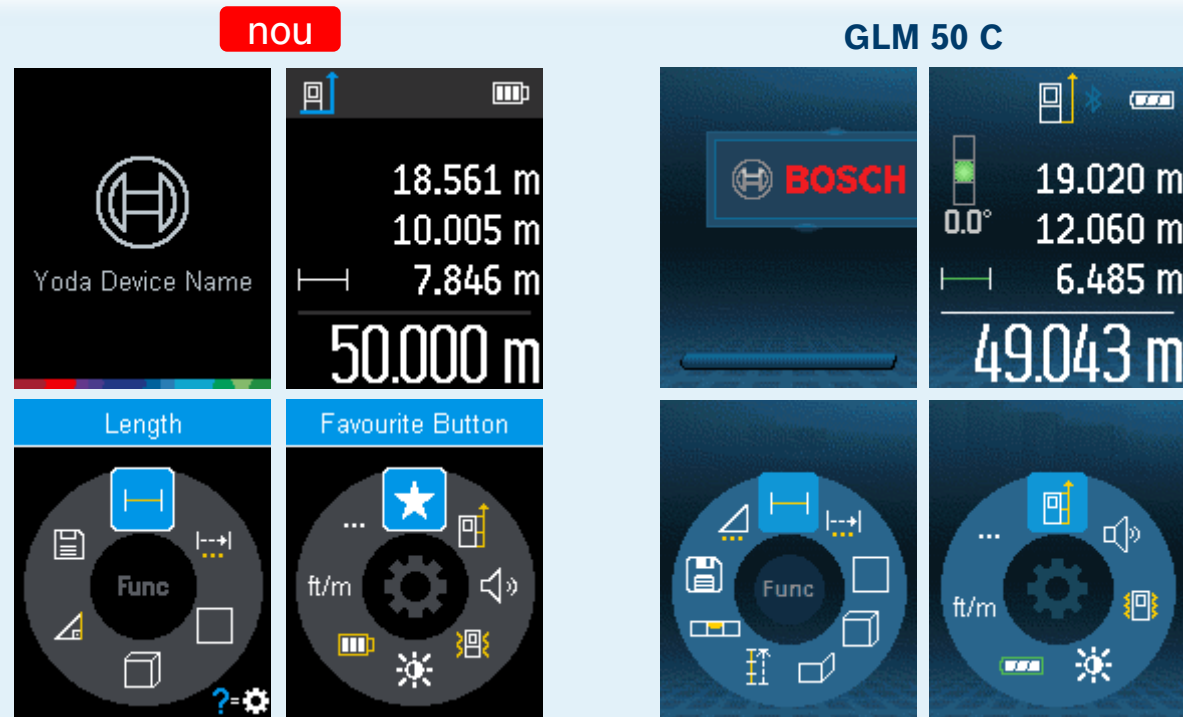 nou
GLM 50 C
Yoda Device Name
18.561 m
10.005 m
7.846 m
50.000 m
BOSCH
0.0°
19.020 m
12.060 m
6.485 m
49.043 m
Length
Func
?=
Favourite Button
...
ft/m
Func
...
ft/m